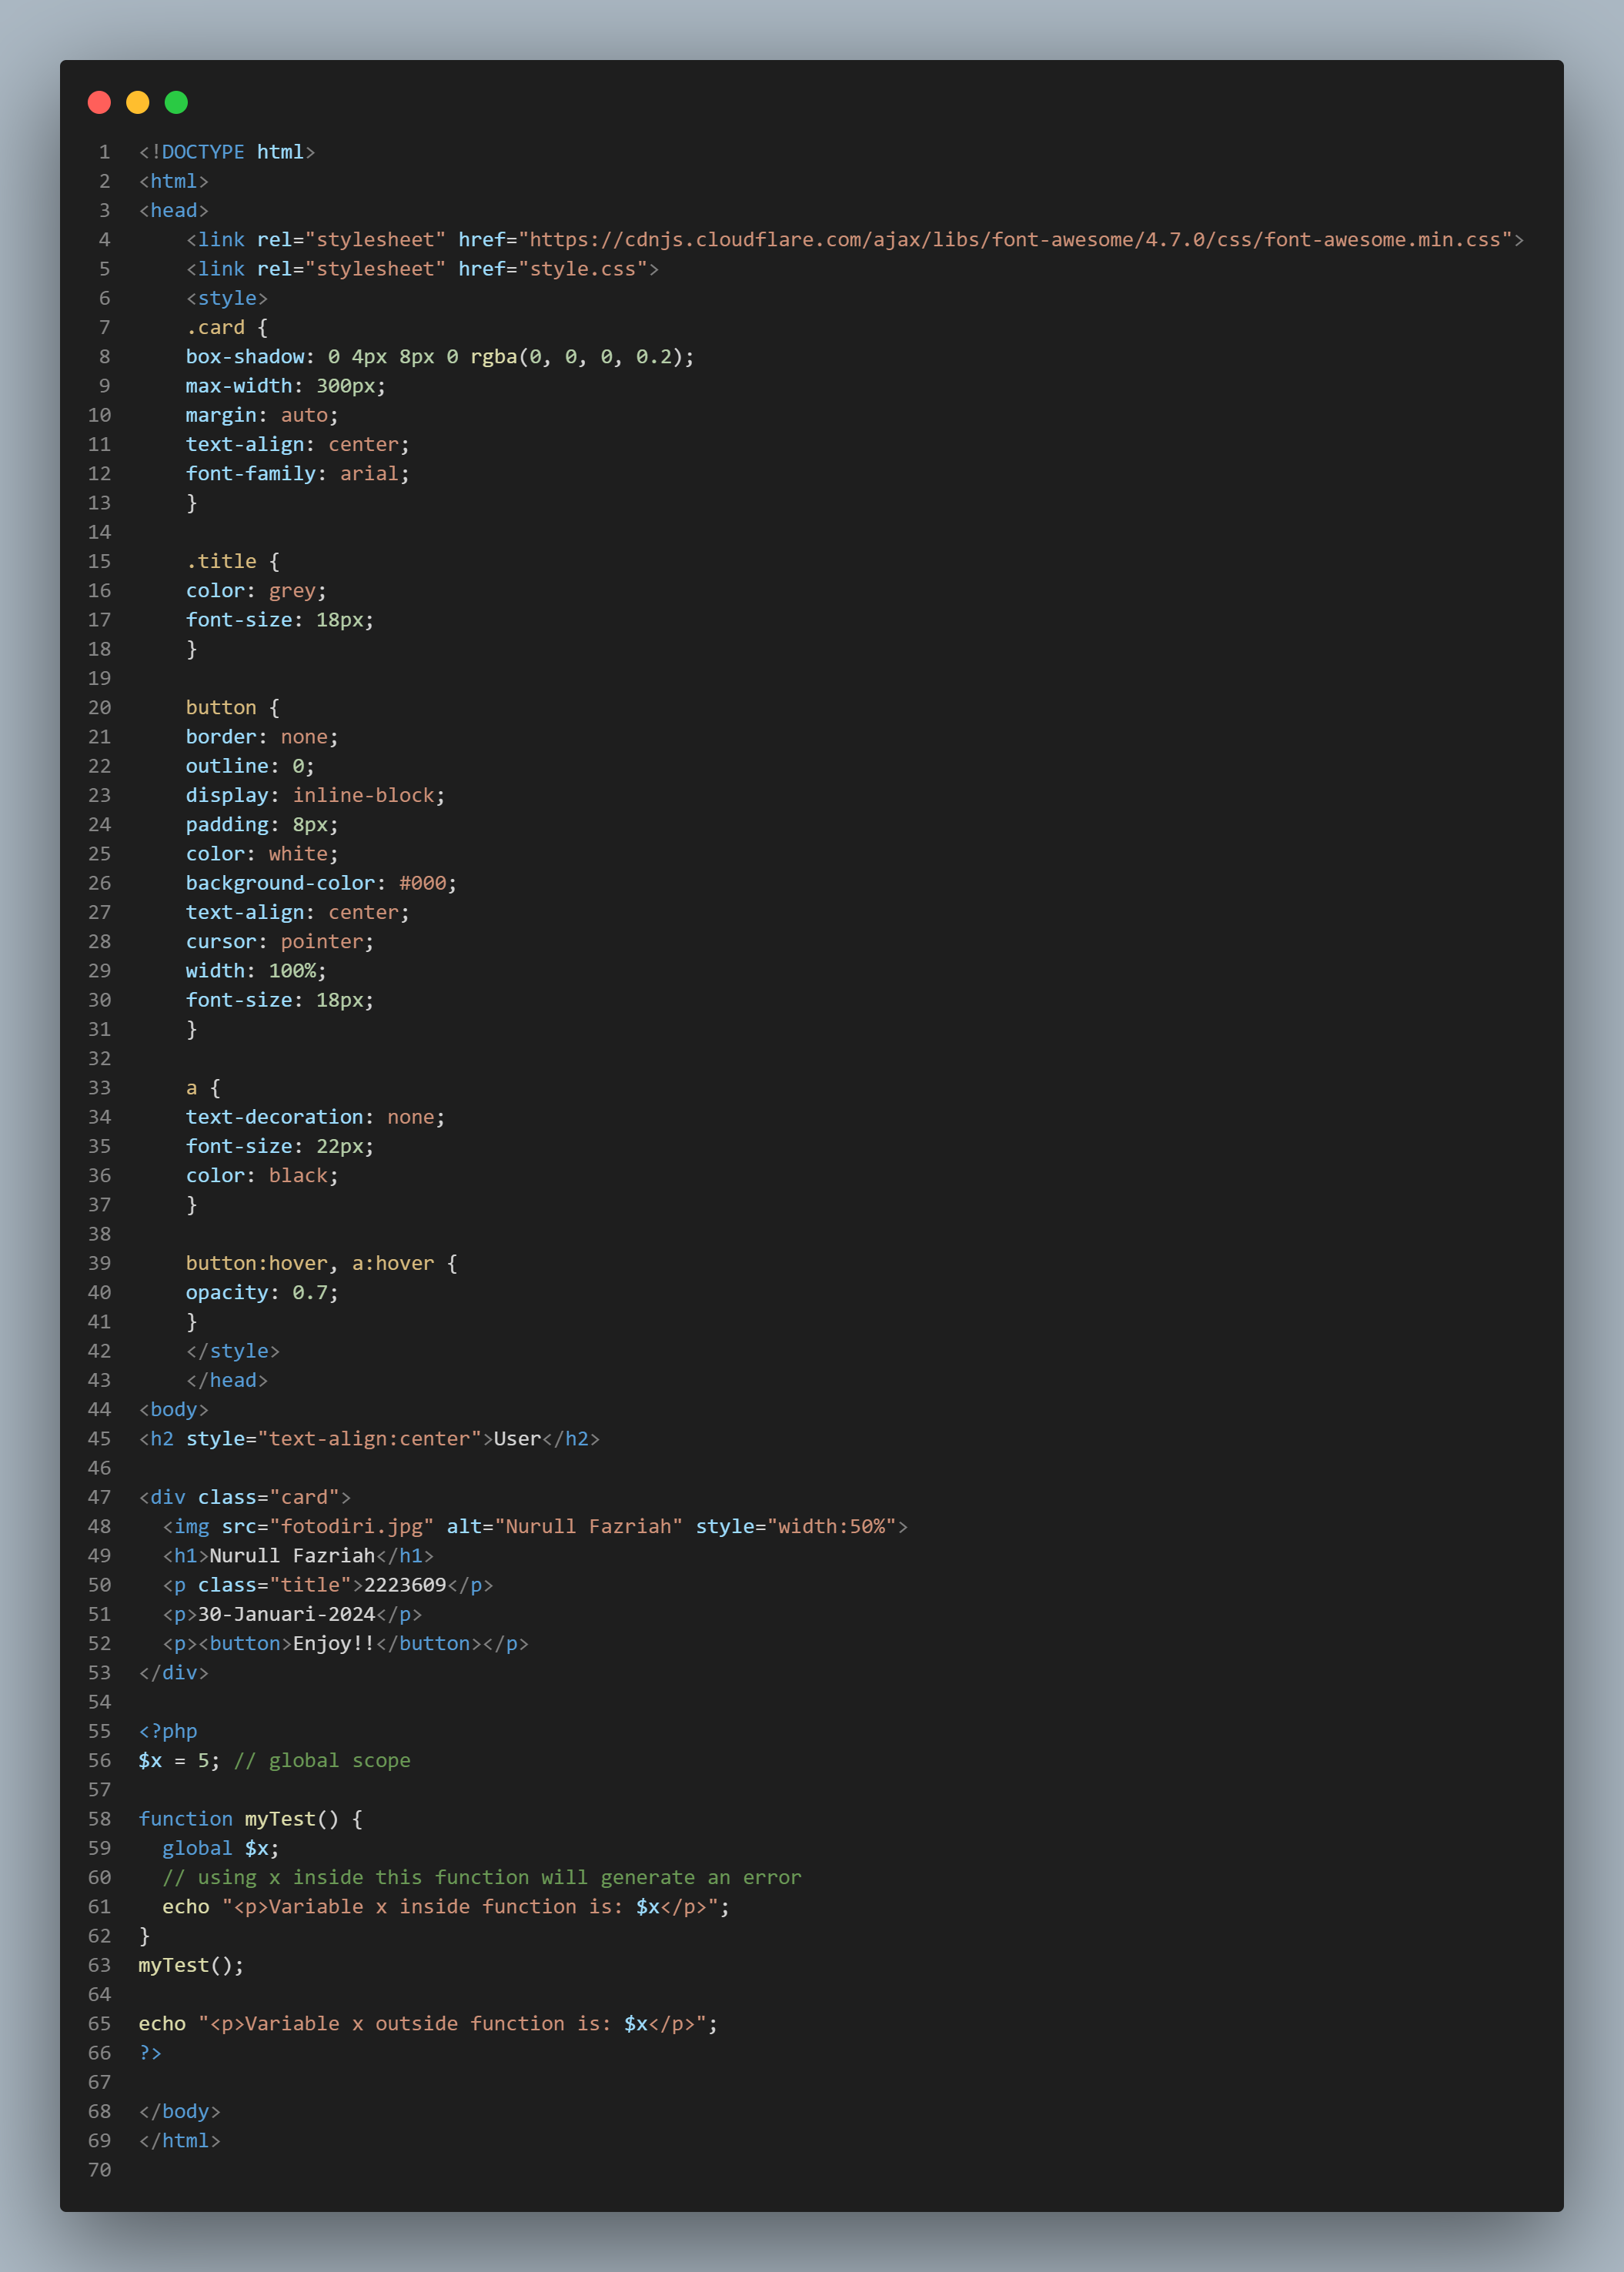 1 <!DOCTYPE html>
2 <html>
3 <head>
4     <link rel="stylesheet" href="https://cdnjs.cloudflare.com/ajax/libs/font-awesome/4.7.0/css/font-awesome.min.css">
5     <link rel="stylesheet" href="style.css">
6     <style>
7     .card {
8     box-shadow: 0 4px 8px 0 rgba(0, 0, 0, 0.2);
9     max-width: 300px;
10     margin: auto;
11     text-align: center;
12     font-family: arial;
13     }
14
15     .title {
16     color: grey;
17     font-size: 18px;
18     }
19
20     button {
21     border: none;
22     outline: 0;
23     display: inline-block;
24     padding: 8px;
25     color: white;
26     background-color: #000;
27     text-align: center;
28     cursor: pointer;
29     width: 100%;
30     font-size: 18px;
31     }
32
33     a {
34     text-decoration: none;
35     font-size: 22px;
36     color: black;
37     }
38
39     button:hover, a:hover {
40     opacity: 0.7;
41     }
42     </style>
43     </head>
44 <body>
45 <h2 style="text-align:center">User</h2>
46
47 <div class="card">
48   <img src="fotodiri.jpg" alt="Nurull Fazriah" style="width:50%">
49   <h1>Nurull Fazriah</h1>
50   <p class="title">2223609</p>
51   <p>30-Januari-2024</p>
52   <p><button>Enjoy!!</button></p>
53 </div>
54
55 <?php
56 $x = 5; // global scope
57
58 function myTest() {
59   global $x;
60   // using x inside this function will generate an error
61   echo "<p>Variable x inside function is: $x</p>";
62 }
63 myTest();
64
65 echo "<p>Variable x outside function is: $x</p>";
66 ?>
67
68 </body>
69 </html>
70